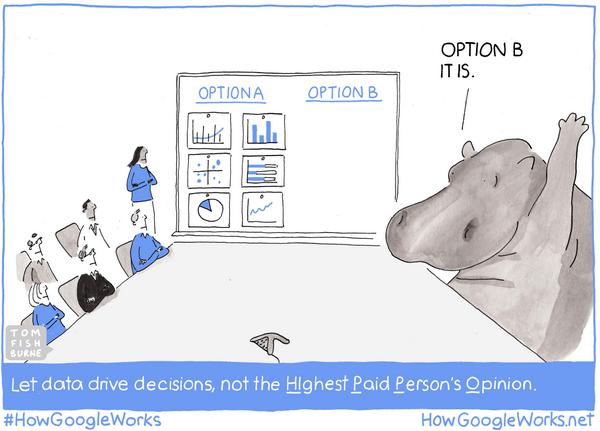 OPTION B
IT IS.
OPTION A
OPTION B
TOM
FISH
BURNE
Let data drive decisions, not the HIghest Paid Person's Opinion.
#HowGoogleWorks
HowGoogleWorks.net